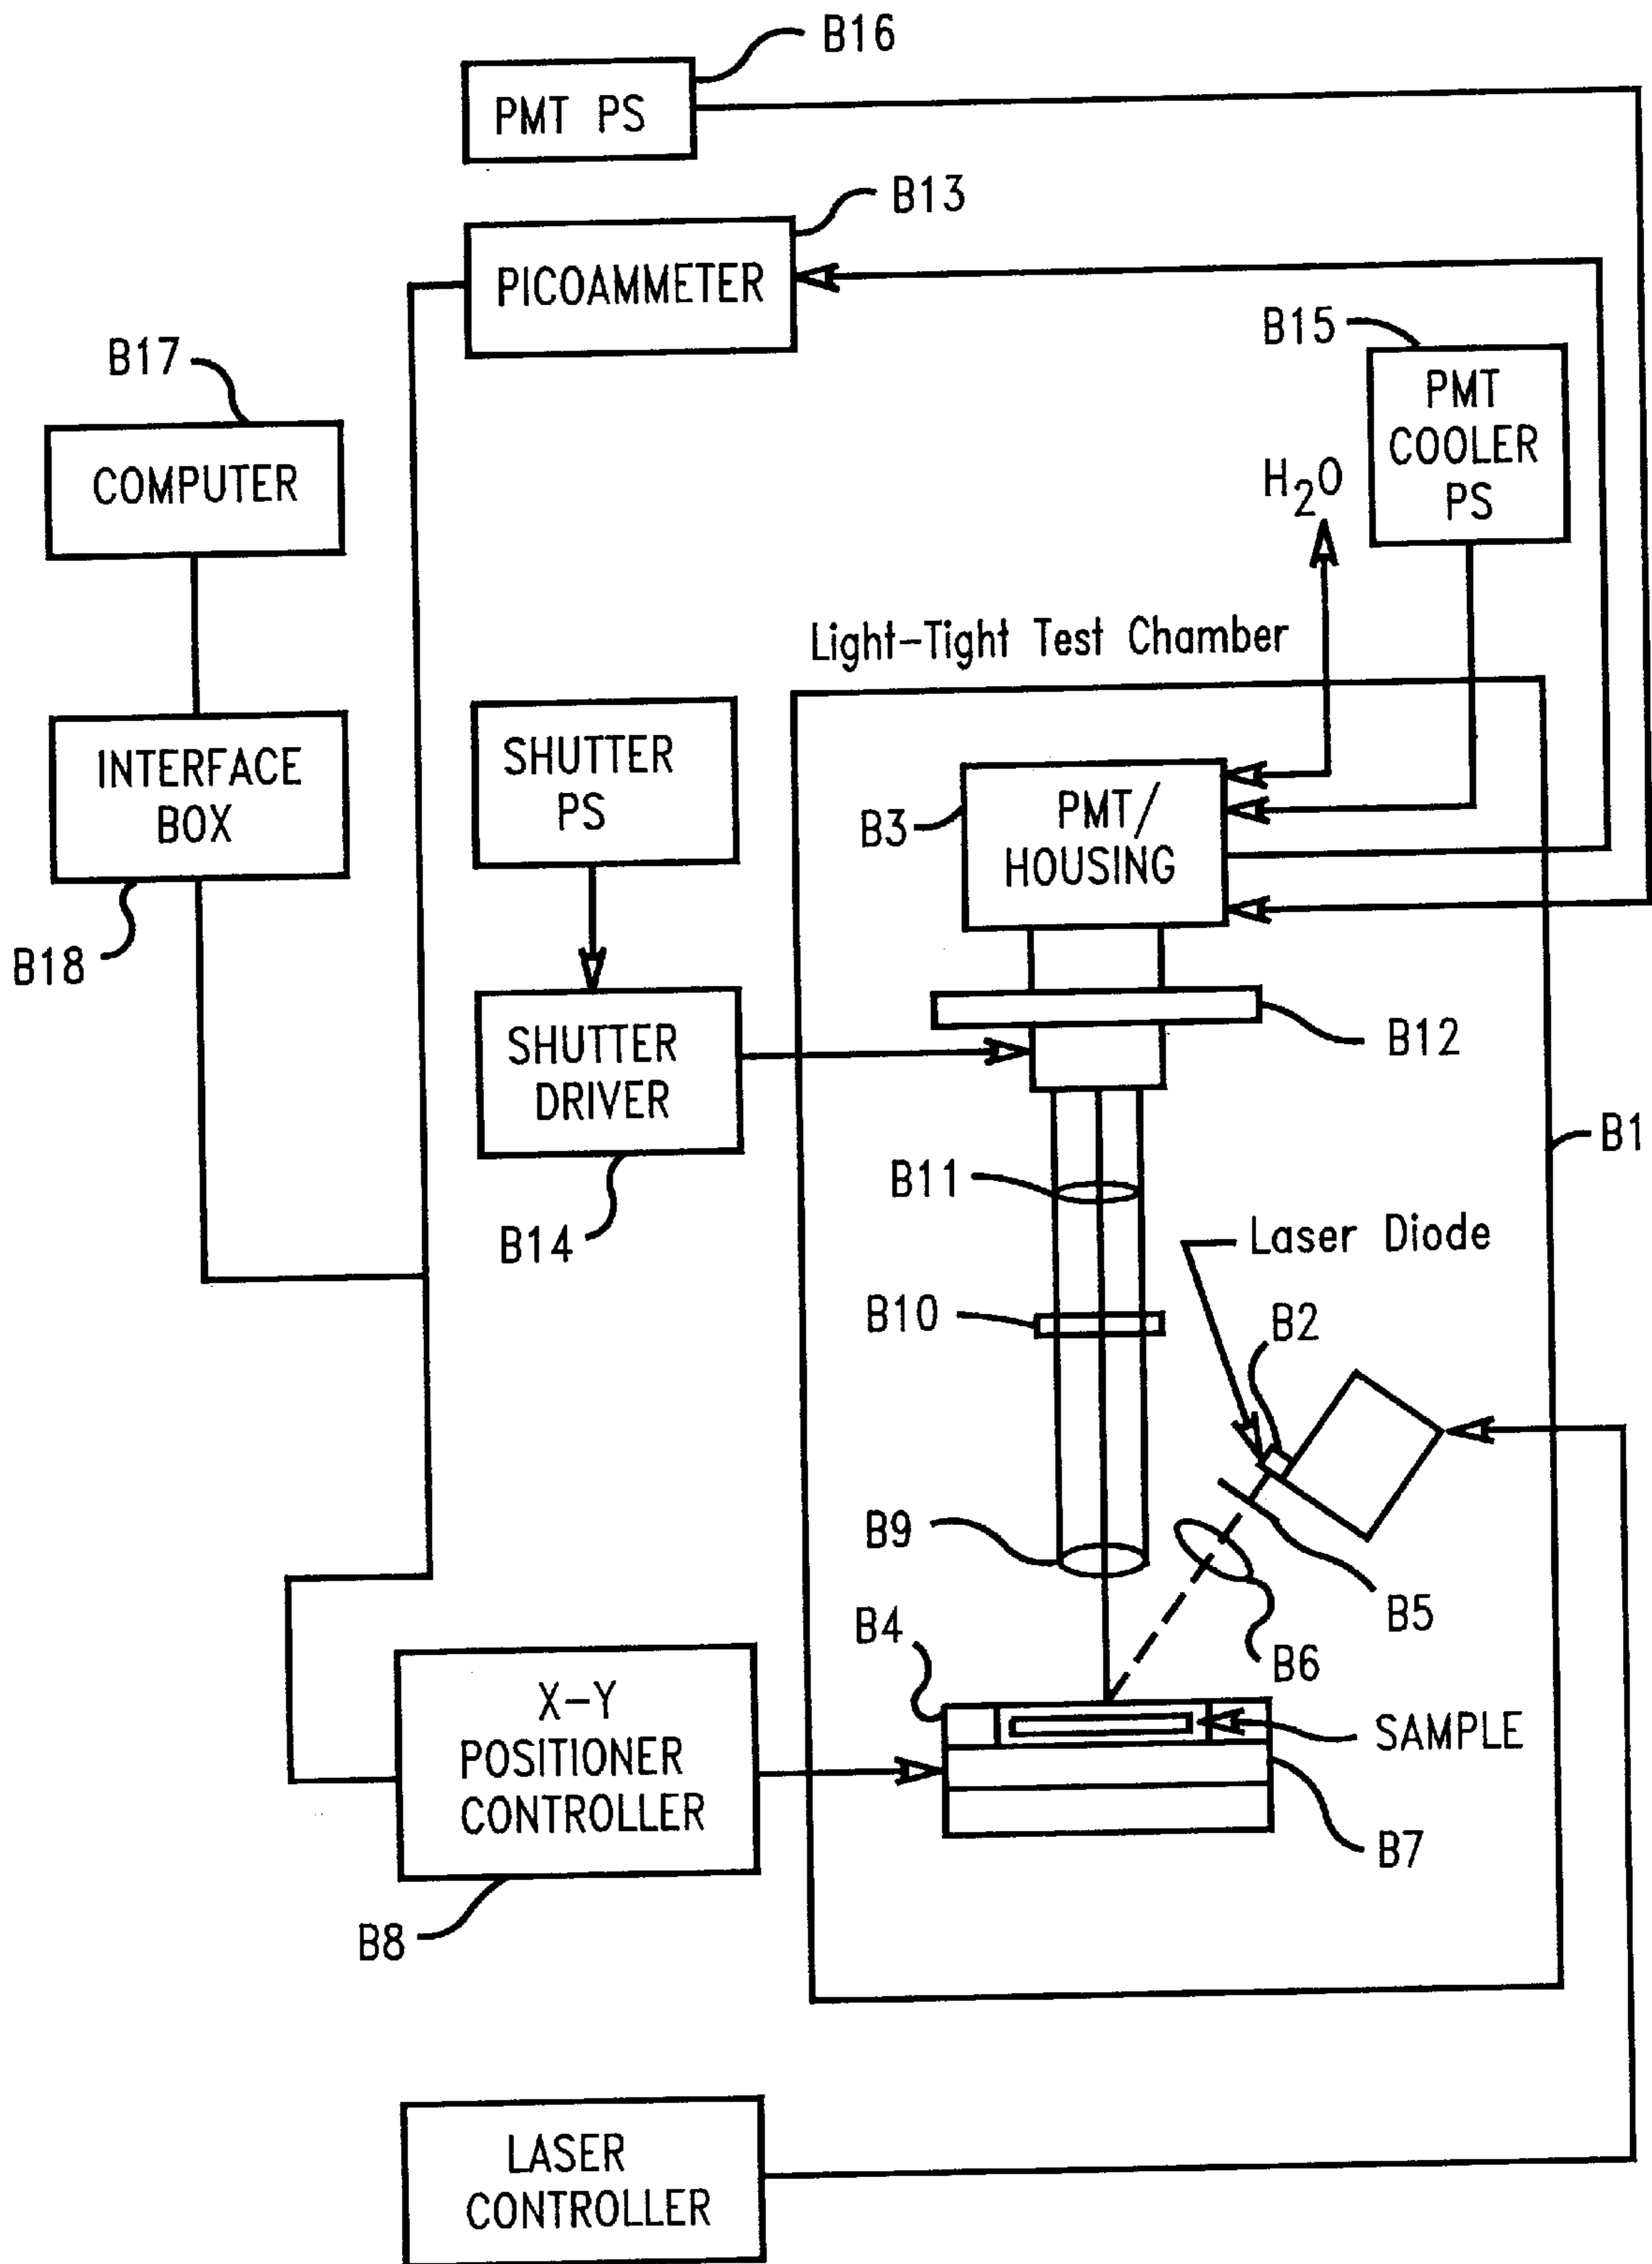 B16
PMT PS
B13
PICOAMMETER
B15
PMT
COOLER
PS
B17
COMPUTER
H2O
Light-Tight Test Chamber
INTERFACE
BOX
B18
SHUTTER
PS
B3
PMT/
HOUSING
B12
SHUTTER
DRIVER
B14
B1
B11
Laser Diode
B10
B2
B9
B5
B6
B4
X-Y
POSITIONER
CONTROLLER
SAMPLE
B7
B8
LASER
CONTROLLER